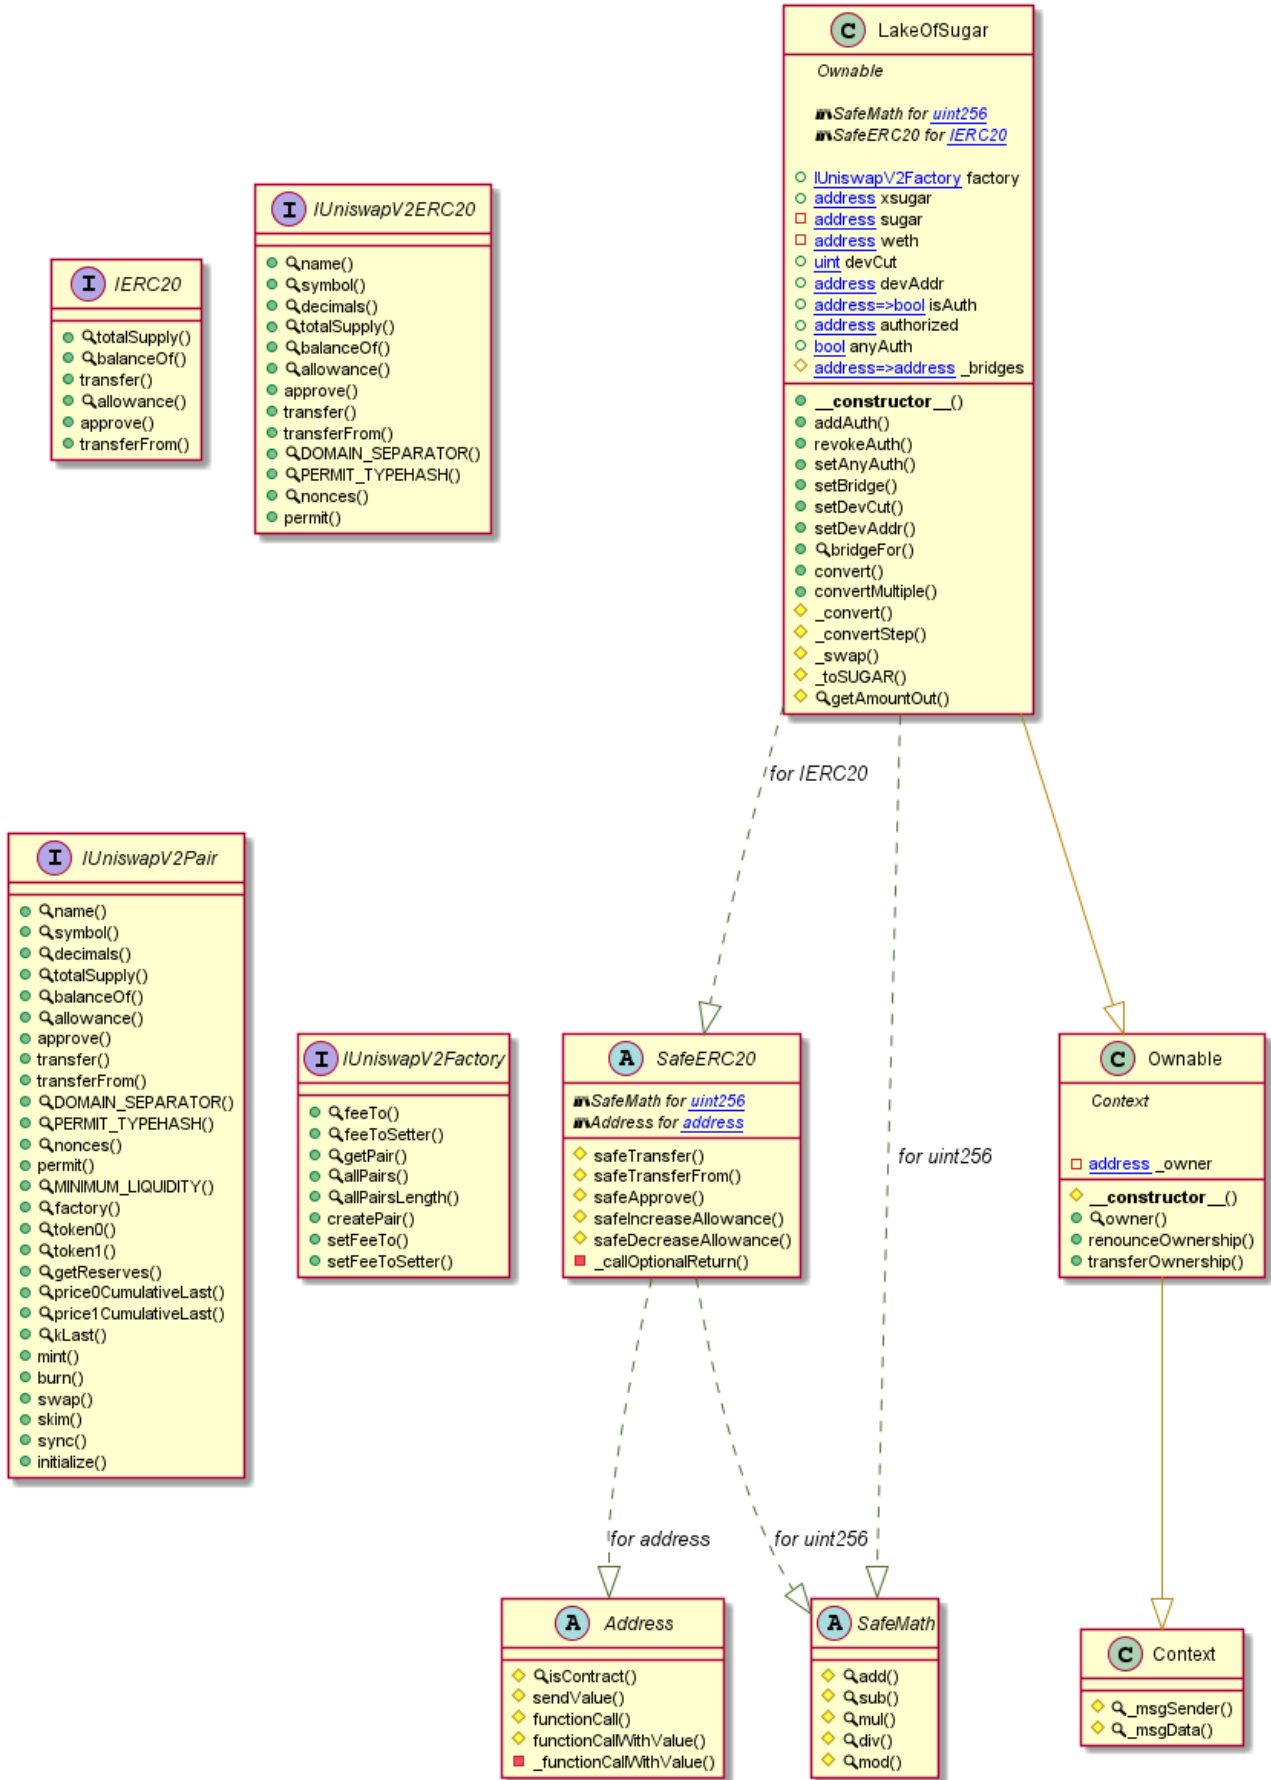 C LakeOfSugar
Ownable
SafeMath for uint256
SafeERC20 for IERC20
IUniswapV2Factory factory
address xsugar
address sugar
address weth
uint devCut
address devAddr
address=>bool isAuth
address authorized
bool anyAuth
address=>address _bridges
__constructor__()
addAuth()
revokeAuth()
setAnyAuth()
setBridge()
setDevCut()
setDevAddr()
bridgeFor()
convert()
convertMultiple()
_convert()
_convertStep()
_swap()
_toSUGAR()
getAmountOut()
I IUniswapV2ERC20
name()
symbol()
decimals()
totalSupply()
balanceOf()
allowance()
approve()
transfer()
transferFrom()
DOMAIN_SEPARATOR()
PERMIT_TYPEHASH()
nonces()
permit()
I IERC20
totalSupply()
balanceOf()
transfer()
allowance()
approve()
transferFrom()
for IERC20
I IUniswapV2Pair
name()
symbol()
decimals()
totalSupply()
balanceOf()
allowance()
approve()
transfer()
transferFrom()
DOMAIN_SEPARATOR()
PERMIT_TYPEHASH()
nonces()
permit()
MINIMUM_LIQUIDITY()
factory()
token0()
token1()
getReserves()
price0CumulativeLast()
price1CumulativeLast()
kLast()
mint()
burn()
swap()
skim()
sync()
initialize()
I IUniswapV2Factory
feeTo()
feeToSetter()
getPair()
allPairs()
allPairsLength()
createPair()
setFeeTo()
setFeeToSetter()
A SafeERC20
SafeMath for uint256
Address for address
safeTransfer()
safeTransferFrom()
safeApprove()
safeIncreaseAllowance()
safeDecreaseAllowance()
_callOptionalReturn()
for uint256
C Ownable
Context
address _owner
__constructor__()
owner()
renounceOwnership()
transferOwnership()
for address
for uint256
A Address
isContract()
sendValue()
functionCall()
functionCallWithValue()
_functionCallWithValue()
A SafeMath
add()
sub()
mul()
div()
mod()
C Context
_msgSender()
_msgData()